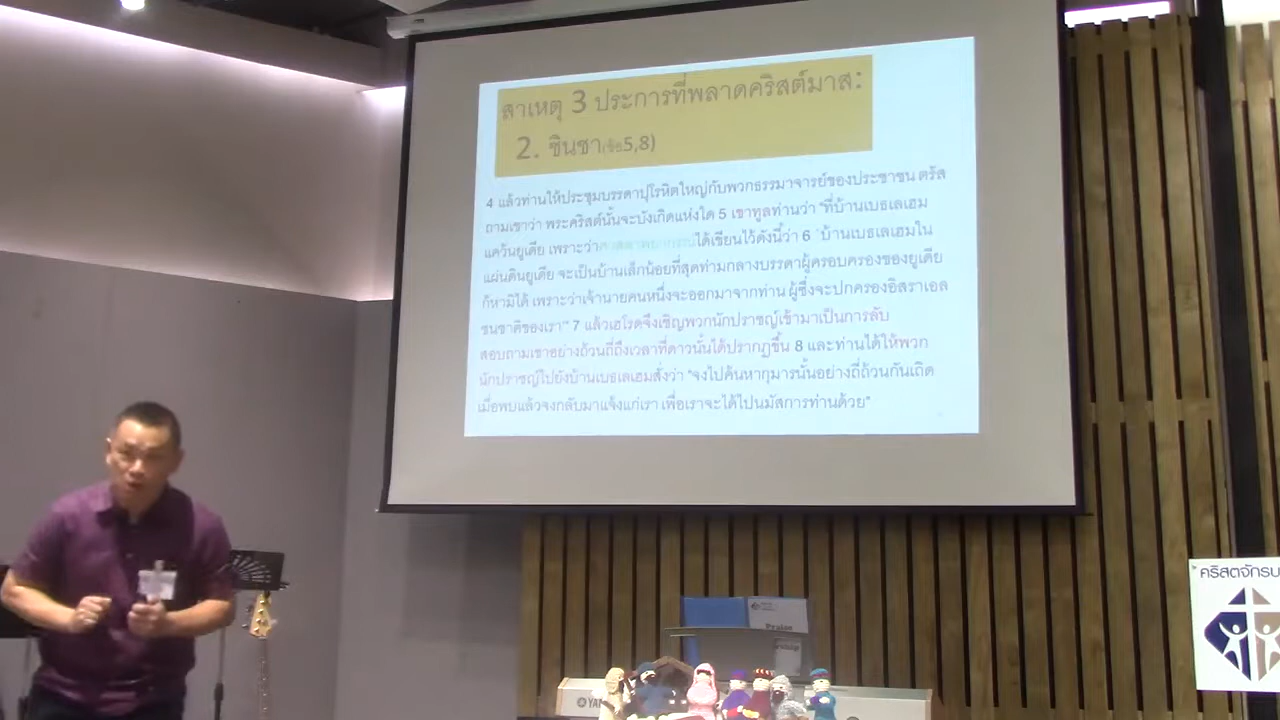 สาเหตุ 3 ประการที่พลาดคริสต์มาส:
2. ชินชา(ข้อ5,8)
4 แล้วท่านให้ประชุมบรรดาปุโรหิตใหญ่กับพวกธรรมาจารย์ของประชาชน ตรัส
ถามเขาว่า พระคริสต์นั้นจะบังเกิดแห่งใด 5 เขาทูลท่านว่า "ที่บ้านเบธเลเฮม
แคว้นยูเดีย เพราะว่า ได้เขียนไว้ดังนี้ว่า 6 ´บ้านเบธเลเฮมใน
แผ่นดินยูเดีย จะเป็นบ้านเล็กน้อยที่สุดท่ามกลางบรรดาผู้ครอบครองของยูเดีย
ก็หามิได้ เพราะว่าเจ้านายคนหนึ่งจะออกมาจากท่าน ผู้ซึ่งจะปกครองอิสราเอล
ชนชาติของเรา´" 7 แล้วเฮโรดจึงเชิญพวกนักปราชญ์เข้ามาเป็นการลับ
สอบถามเขาอย่างถ้วนถี่ถึงเวลาที่ดาวนั้นได้ปรากฏขึ้น 8 และท่านได้ให้พวก
นักปราชญ์ไปยังบ้านเบธเลเฮมสั่งว่า "จงไปค้นหากุมารนั้นอย่างถี่ถ้วนกันเถิด
เมื่อพบแล้วจงกลับมาแจ้งแก่เรา เพื่อเราจะได้ไปนมัสการท่านด้วย"
คริสตจักรบ
YA